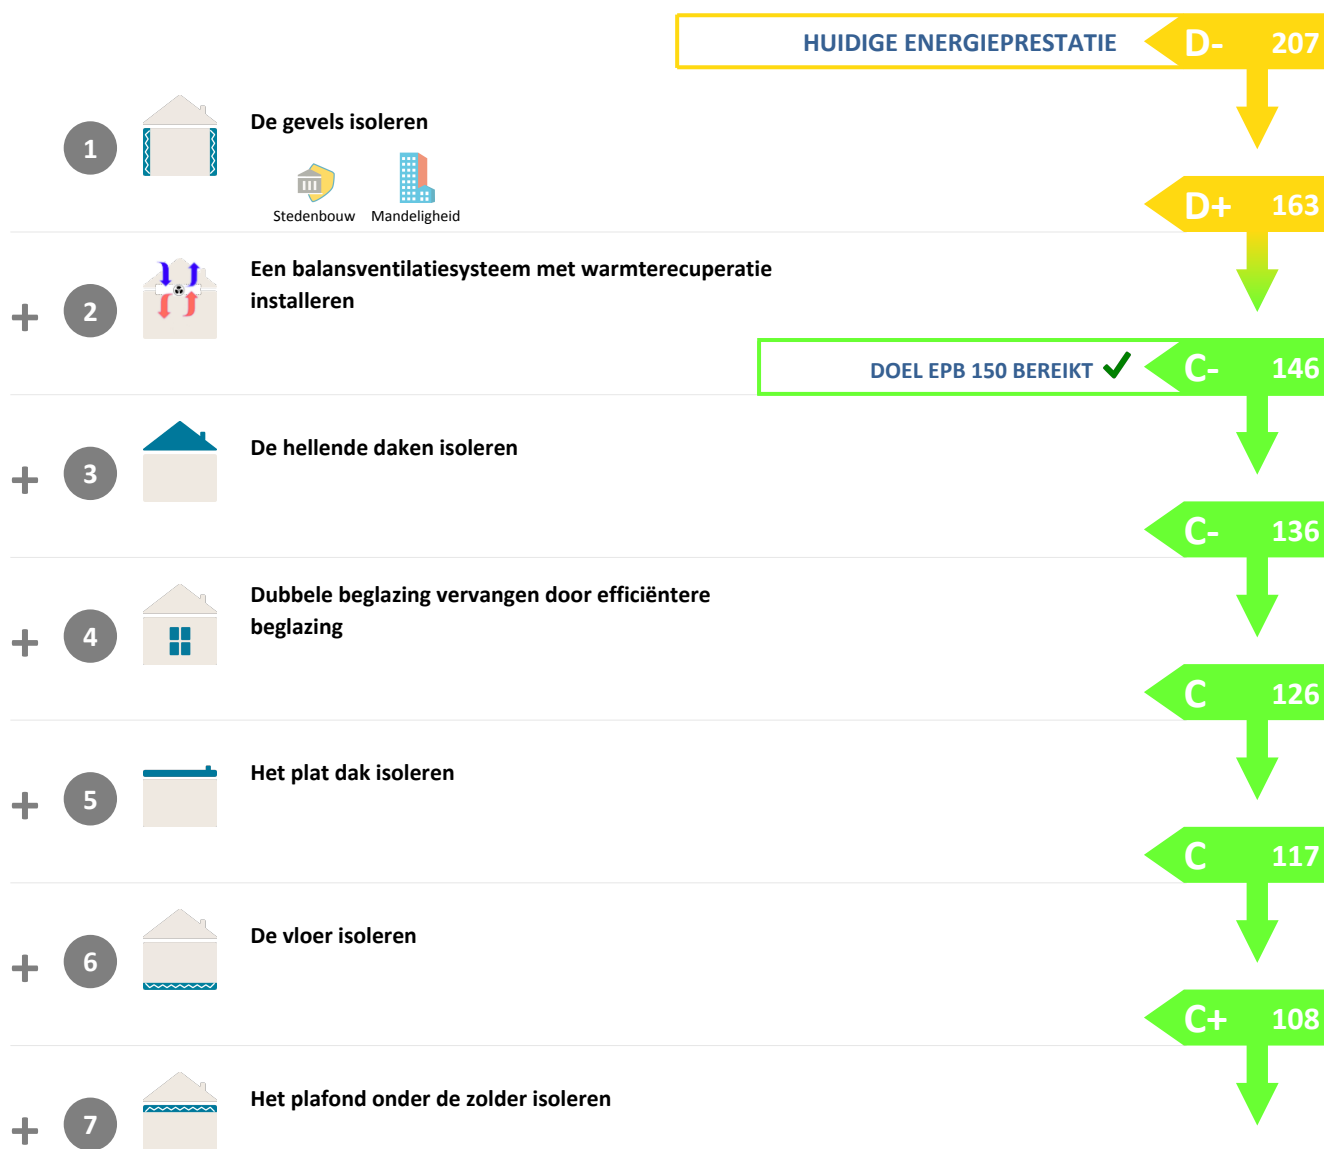 HUIDIGE ENERGIEPRESTATIE D- 207
1 De gevels isoleren
Stedenbouw Mandeligheid
D+ 163
+ 2 Een balansventilatiesysteem met warmterecuperatie
installeren
DOEL EPB 150 BEREIKT C- 146
+ 3 De hellende daken isoleren
C- 136
+ 4 Dubbele beglazing vervangen door efficiëntere
beglazing
C 126
+ 5 Het plat dak isoleren
C 117
+ 6 De vloer isoleren
C+ 108
+ 7 Het plafond onder de zolder isoleren